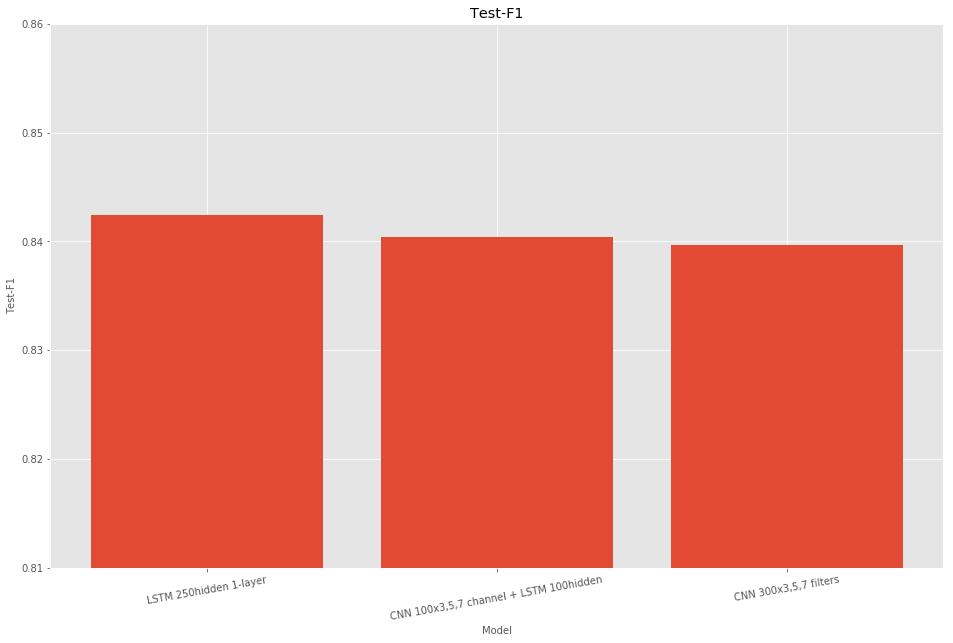 Test-F1
0.86
0.85
0.84
0.83
0.82
0.81
Test-F1
LSTM 250hidden 1-layer
CNN 100x3,5,7 channel + LSTM 100hidden
CNN 300x3,5,7 filters
Model